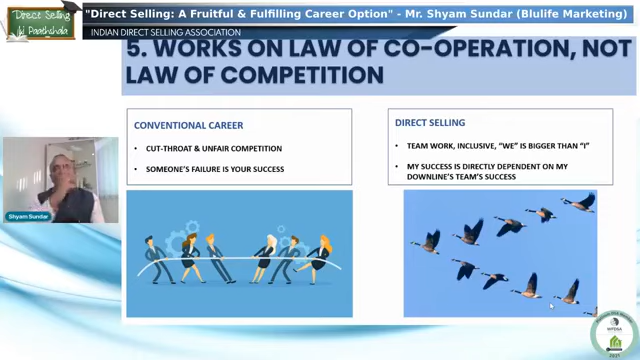 Direct Selling
Ki Paathshala
"Direct Selling: A Fruitful & Fulfilling Career Option" - Mr. Shyam Sundar (Blulife Marketing)
INDIAN DIRECT SELLING ASSOCIATION
5. WORKS ON LAW OF CO-OPERATION, NOT
LAW OF COMPETITION
CONVENTIONAL CAREER
• CUT-THROAT & UNFAIR COMPETITION
• SOMEONE'S FAILURE IS YOUR SUCCESS
DIRECT SELLING
• TEAM WORK, INCLUSIVE, "WE" IS BIGGER THAN "I"
• MY SUCCESS IS DIRECTLY DEPENDENT ON MY
DOWNLINE'S TEAM'S SUCCESS
Shyam Sundar